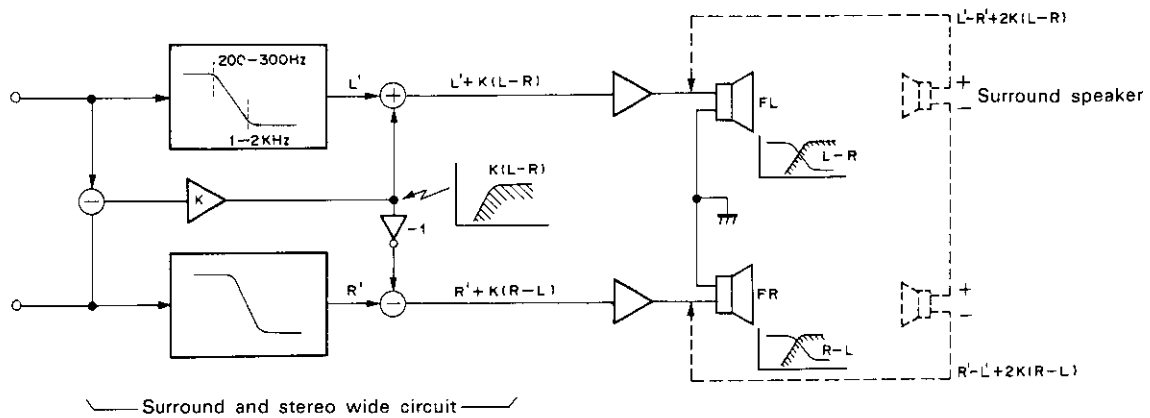 L'-R'+2K(L-R)
200-300Hz
L'
L'+K(L-R)
+
+
-
FL
Surround speaker
1-2KHz
L-R
K(L-R)
K
-
-1
R'
R'+K(R-L)
-
FR
+
-
R-L
R'-L'+2K(R-L)
Surround and stereo wide circuit